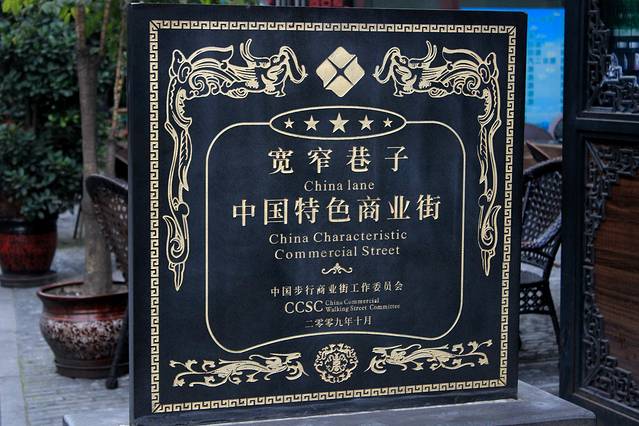 宽窄巷子
China lane
中国特色商业街
China Characteristic
Commercial Street
中国步行商业街工作委员会
CCSC China Commercial
Walking Street Committee
二零零九年十月